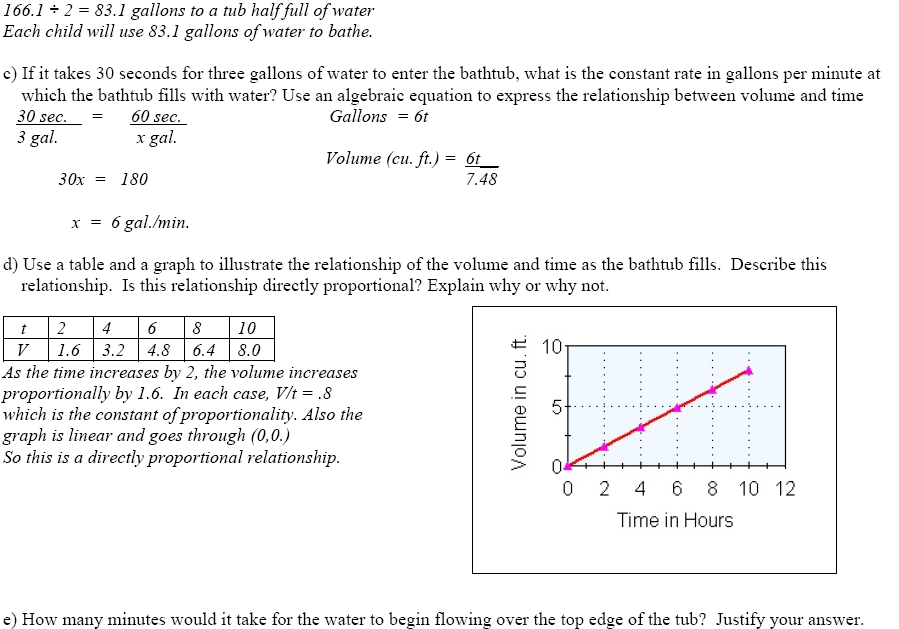 166.1 ÷ 2 = 83.1 gallons to a tub half full of water
Each child will use 83.1 gallons of water to bathe.
c) If it takes 30 seconds for three gallons of water to enter the bathtub, what is the constant rate in gallons per minute at
which the bathtub fills with water? Use an algebraic equation to express the relationship between volume and time
30 sec. = 60 sec. Gallons = 6t
3 gal. x gal.
Volume (cu. ft.) = 6t
30x = 180 7.48
x = 6 gal./min.
d) Use a table and a graph to illustrate the relationship of the volume and time as the bathtub fills. Describe this
relationship. Is this relationship directly proportional? Explain why or why not.
t 2 4 6 8 10
V 1.6 3.2 4.8 6.4 8.0
As the time increases by 2, the volume increases
proportionally by 1.6. In each case, V/t = .8
which is the constant of proportionality. Also the
graph is linear and goes through (0,0.)
So this is a directly proportional relationship.
Volume in cu. ft.
10
5
0
0 2 4 6 8 10 12
Time in Hours
e) How many minutes would it take for the water to begin flowing over the top edge of the tub? Justify your answer.